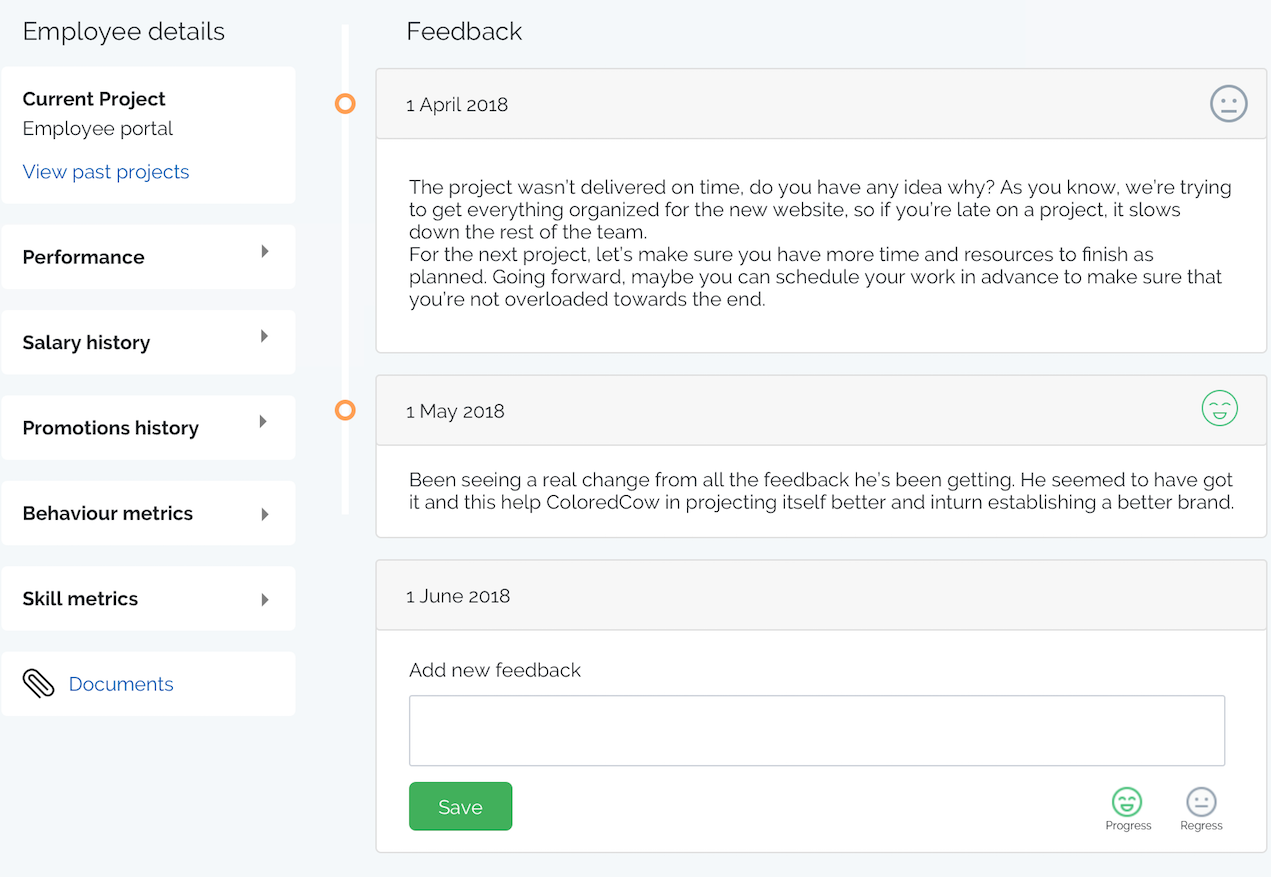 Employee details
Current Project
Employee portal
View past projects
Performance
Salary history
Promotions history
Behaviour metrics
Skill metrics
Documents
Feedback
1 April 2018
The project wasn't delivered on time, do you have any idea why? As you know, we're trying
to get everything organized for the new website, so if you're late on a project, it slows
down the rest of the team.
For the next project, let's make sure you have more time and resources to finish as
planned. Going forward, maybe you can schedule your work in advance to make sure that
you're not overloaded towards the end.
1 May 2018
Been seeing a real change from all the feedback he's been getting. He seemed to have got
it and this help ColoredCow in projecting itself better and inturn establishing a better brand.
1 June 2018
Add new feedback
Save
Progress
Regress